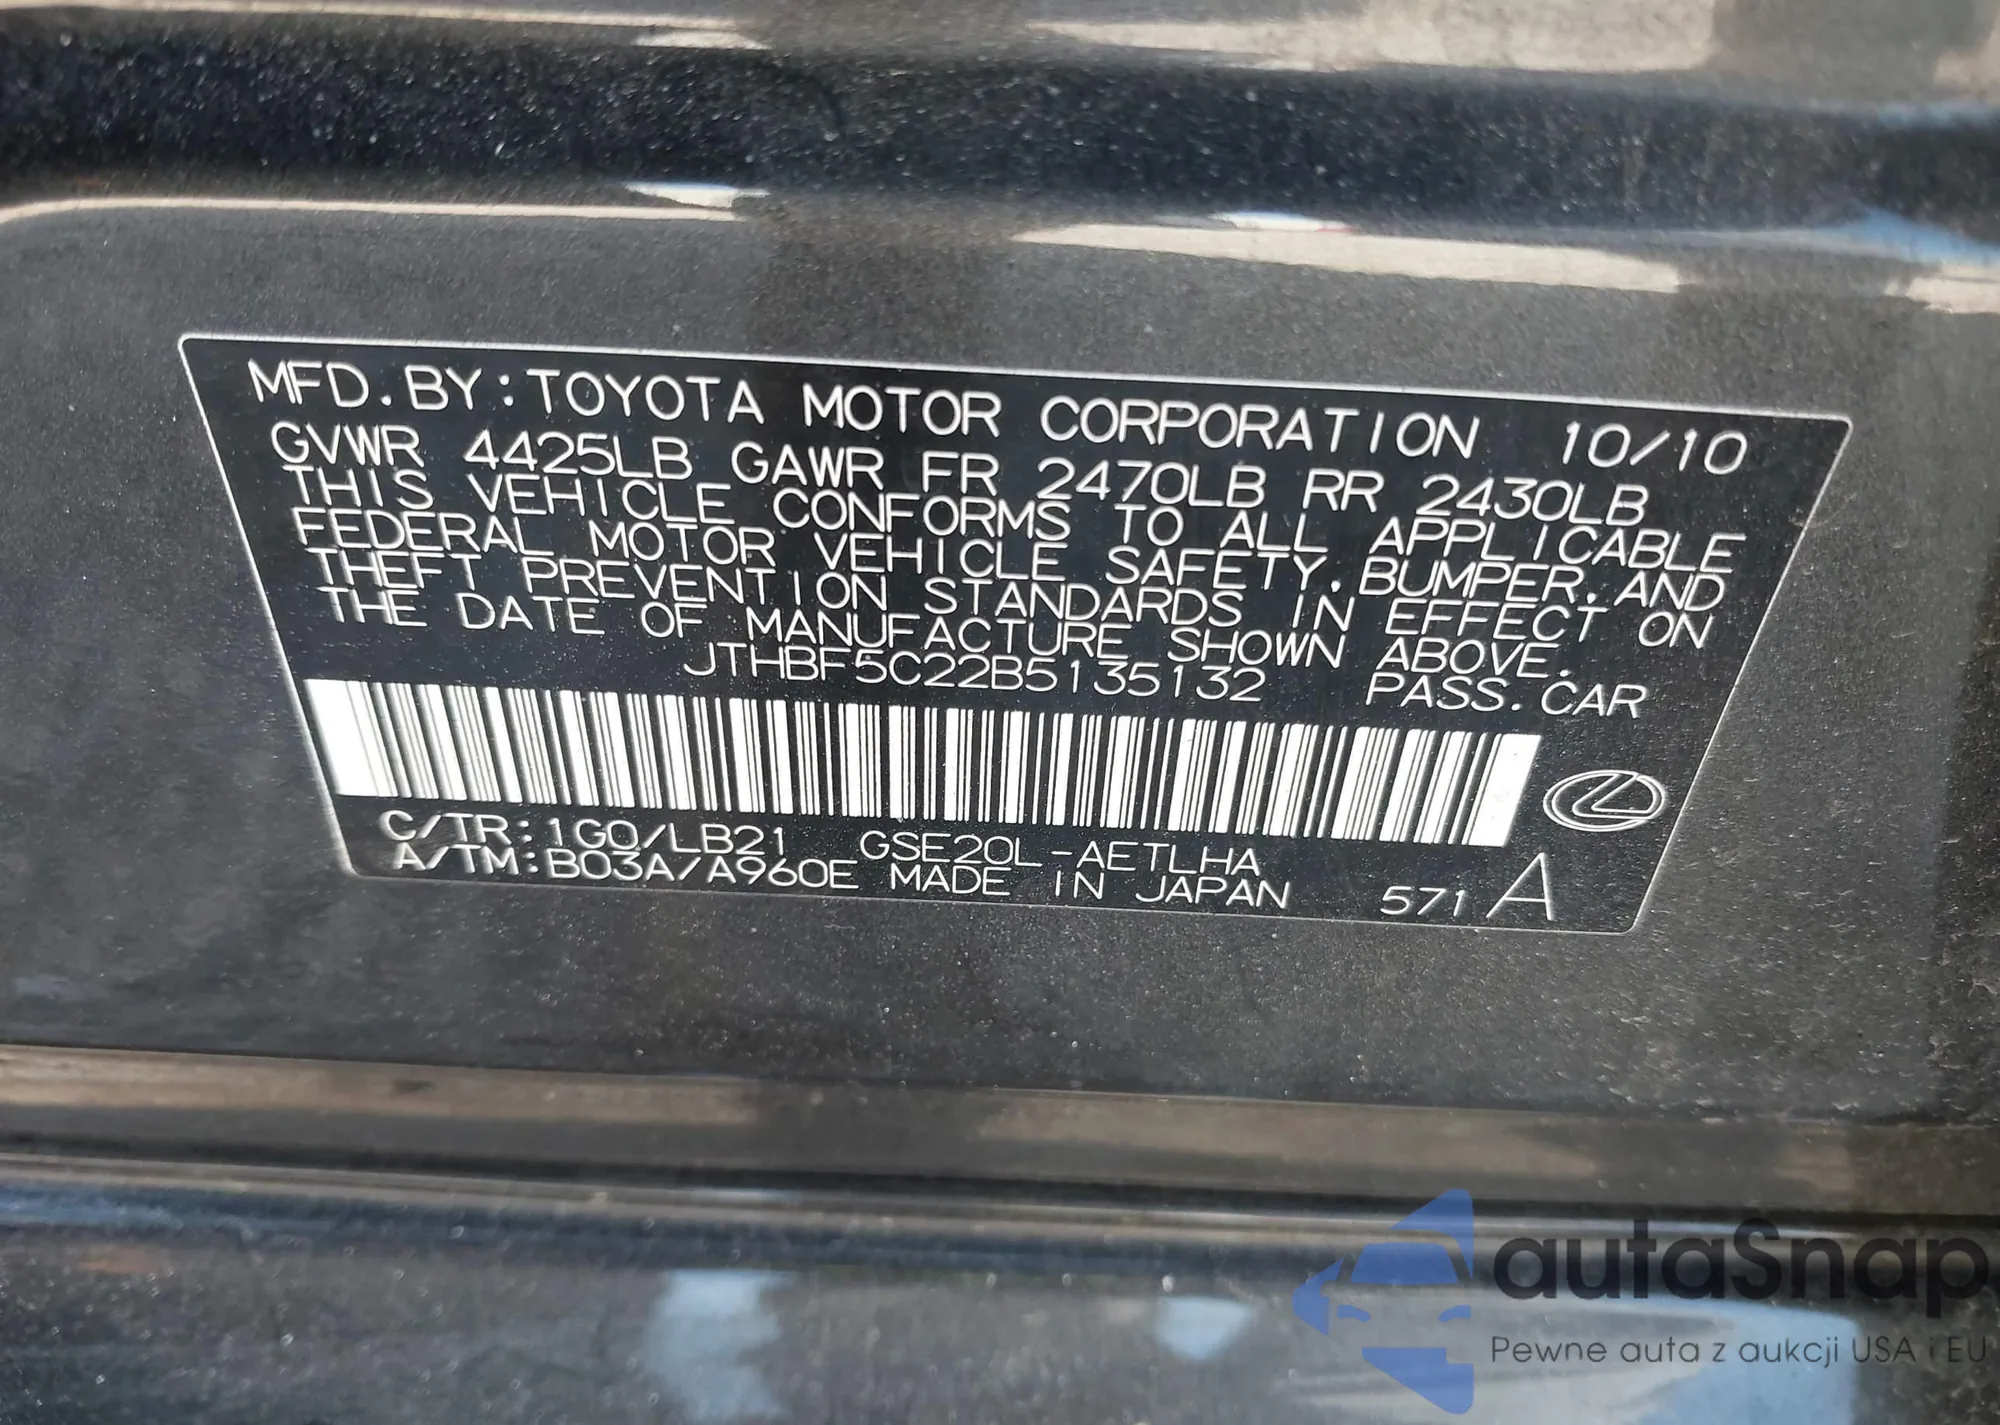 MFD.BY:TOYOTA MOTOR CORPORATION 10/10
GVWR 4425LB GAWR FR 2470LB RR 2430LB
THIS VEHICLE CONFORMS TO ALL APPLICABLE
FEDERAL MOTOR VEHICLE SAFETY,BUMPER,AND
THEFT PREVENTION STANDARDS IN EFFECT ON
THE DATE OF MANUFACTURE SHOWN ABOVE.
JTHBF5C22B5135132 PASS.CAR
C/TR:1G0/LB21 GSE20L-AETLHA
A/TM:B03A/A960E MADE IN JAPAN 571 A
autaSnap
Pewne auta z aukcji USA i EU